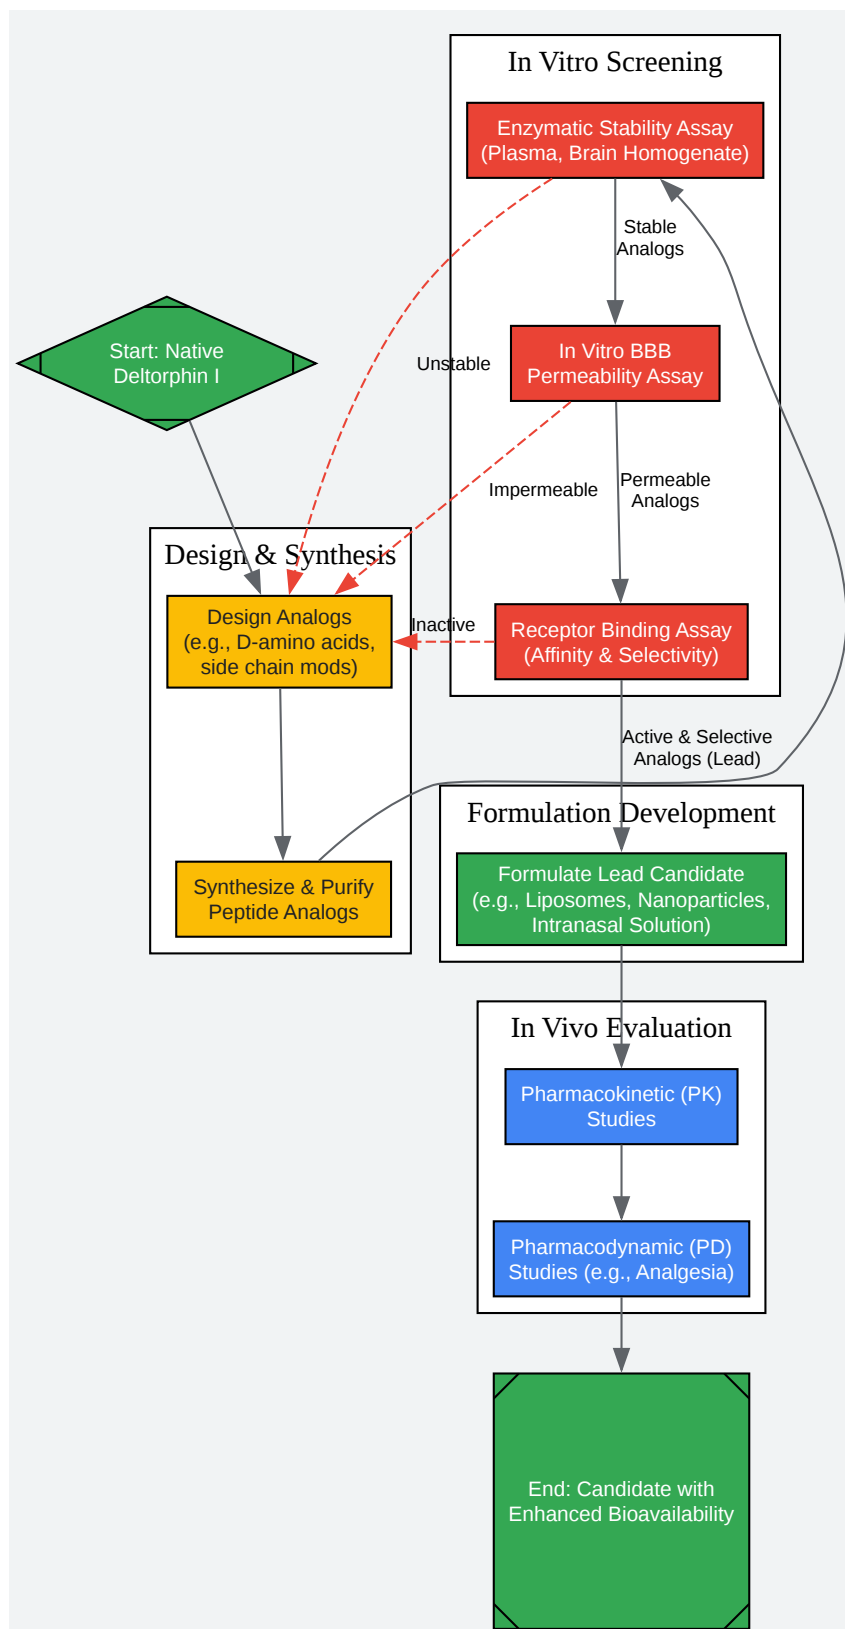 In Vitro Screening
Enzymatic Stability Assay
(Plasma, Brain Homogenate)
Stable
Analogs
Start: Native
Deltorphin I
Unstable
In Vitro BBB
Permeability Assay
Impermeable
Permeable
Analogs
Design & Synthesis
Design Analogs
(e.g., D-amino acids,
side chain mods)
Inactive
Receptor Binding Assay
(Affinity & Selectivity)
Active & Selective
Analogs (Lead)
Formulation Development
Formulate Lead Candidate
(e.g., Liposomes, Nanoparticles,
Intranasal Solution)
Synthesize & Purify
Peptide Analogs
In Vivo Evaluation
Pharmacokinetic (PK)
Studies
Pharmacodynamic (PD)
Studies (e.g., Analgesia)
End: Candidate with
Enhanced Bioavailability